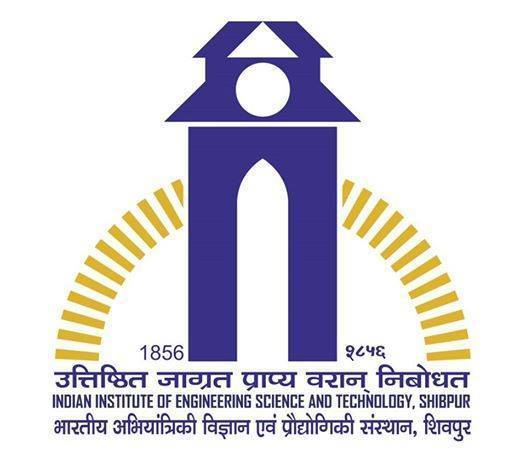 1856 १८५६
उत्तिष्ठित जाग्रत प्राप्य वरान् निबोधत
INDIAN INSTITUTE OF ENGINEERING SCIENCE AND TECHNOLOGY, SHIBPUR
भारतीय अभियांत्रिकी विज्ञान एवं प्रौद्योगिकी संस्थान, शिवपुर